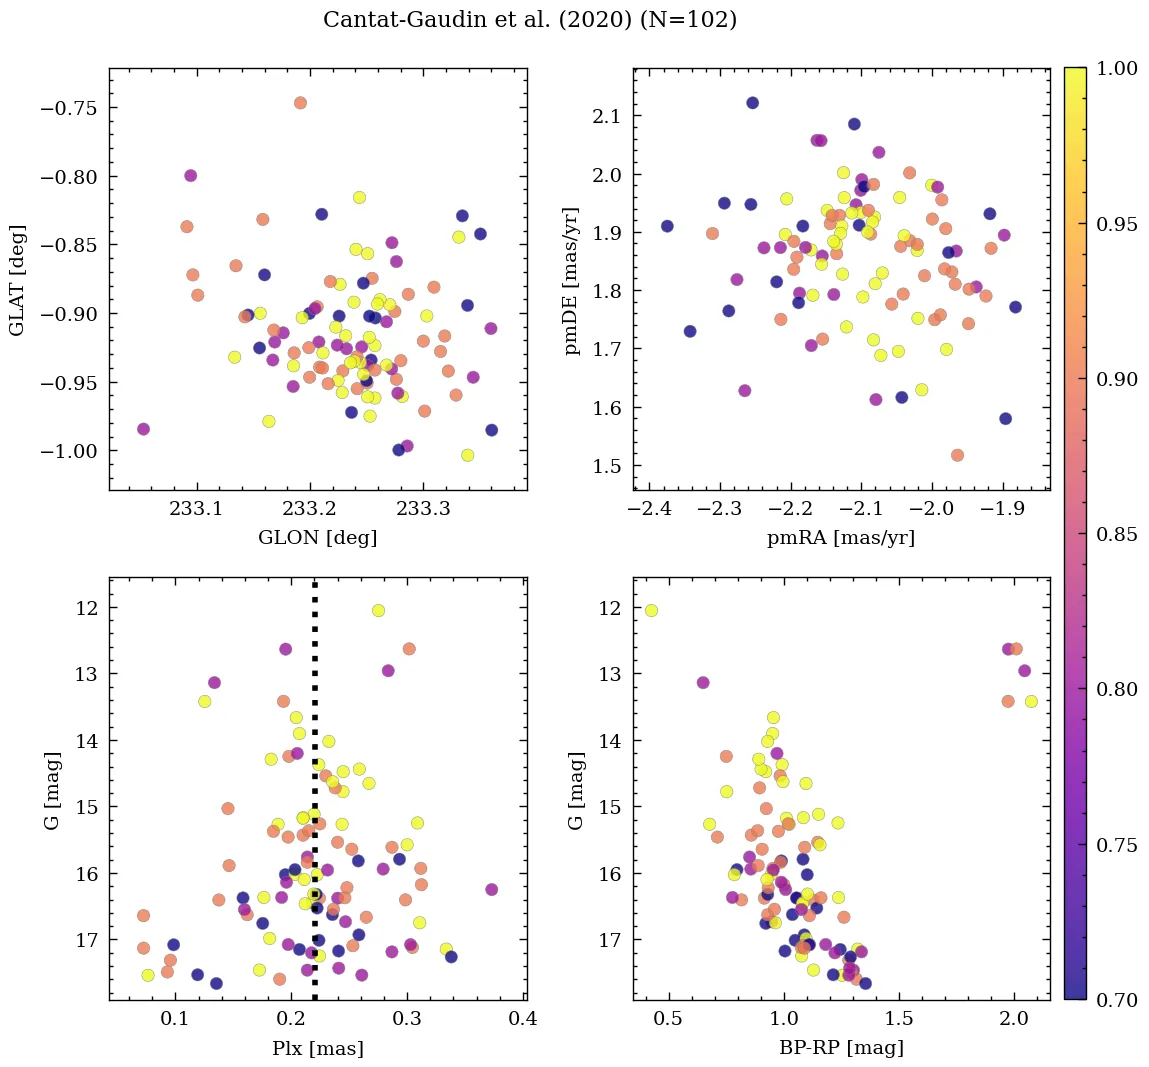 Cantat-Gaudin et al. (2020) (N=102)
−0.75
−0.80
−0.85
−0.90
−0.95
−1.00
GLAT [deg]
233.1 233.2 233.3
GLON [deg]
2.1
2.0
1.9
1.8
1.7
1.6
1.5
pmDE [mas/yr]
−2.4 −2.3 −2.2 −2.1 −2.0 −1.9
pmRA [mas/yr]
12
13
14
15
16
17
G [mag]
0.1 0.2 0.3 0.4
Plx [mas]
12
13
14
15
16
17
G [mag]
0.5 1.0 1.5 2.0
BP-RP [mag]
1.00
0.95
0.90
0.85
0.80
0.75
0.70